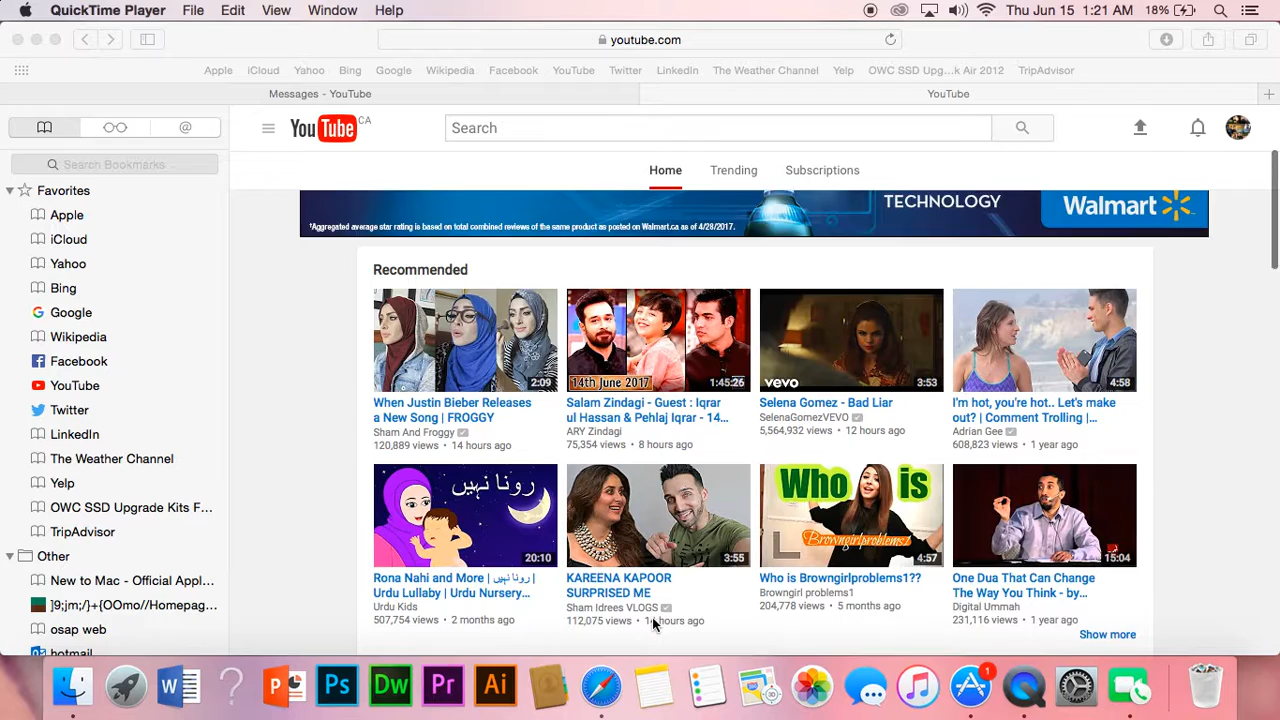 QuickTime Player File Edit View Window Help Thu Jun 15 1:21 AM 18%
youtube.com
Apple iCloud Yahoo Bing Google Wikipedia Facebook YouTube Twitter LinkedIn The Weather Channel Yelp OWC SSD Upg...k Air 2012 TripAdvisor
Messages - YouTube YouTube
YouTube CA
Search
Search Bookmarks
Home Trending Subscriptions
Favorites
Apple
iCloud
Yahoo
Bing
Google
Wikipedia
Facebook
YouTube
Twitter
LinkedIn
The Weather Channel
Yelp
OWC SSD Upgrade Kits F...
TripAdvisor
Other
New to Mac - Official Appl...
]9;jm;/}+{OOmo//Homepag...
osap web
hotmail
TECHNOLOGY Walmart
†Aggregated average star rating is based on total combined reviews of the same product as posted on Walmart.ca as of 4/28/2017.
Recommended
2:09
When Justin Bieber Releases
a New Song | FROGGY
Sham And Froggy
120,889 views • 14 hours ago
14th June 2017
1:45:26
Salam Zindagi - Guest : Iqrar
ul Hassan & Pehlaj Iqrar - 14...
ARY Zindagi
75,354 views • 8 hours ago
vevo
3:53
Selena Gomez - Bad Liar
SelenaGomezVEVO
5,564,932 views • 12 hours ago
4:58
I'm hot, you're hot.. Let's make
out? | Comment Trolling |...
Adrian Gee
608,823 views • 1 year ago
رونا نہیں
20:10
Rona Nahi and More | رونا نہیں |
Urdu Lullaby | Urdu Nursery...
Urdu Kids
507,754 views • 2 months ago
3:55
KAREENA KAPOOR
SURPRISED ME
Sham Idrees VLOGS
112,075 views • hours ago
Who is
Browngirlproblems1
4:57
Who is Browngirlproblems1??
Browngirl problems1
204,778 views • 5 months ago
15:04
One Dua That Can Change
The Way You Think - by...
Digital Ummah
231,116 views • 1 year ago
Show more
W ? P Ps Dw Pr Ai 1